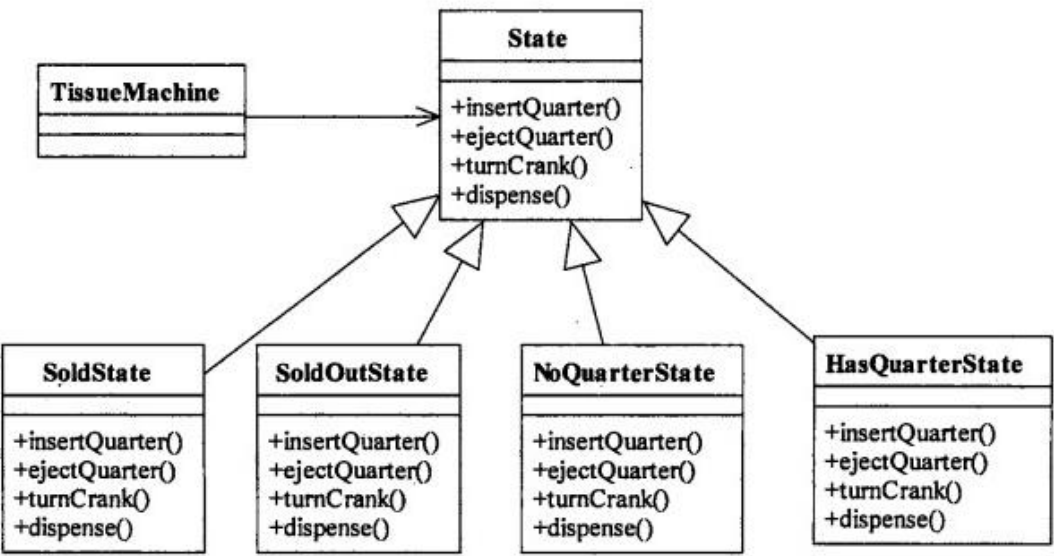 State
+insertQuarter()
+ejectQuarter()
+turnCrank()
+dispense()
TissueMachine
SoldState
+insertQuarter()
+ejectQuarter()
+turnCrank()
+dispense()
SoldOutState
+insertQuarter()
+ejectQuarter()
+turnCrank()
+dispense()
NoQuarterState
+insertQuarter()
+ejectQuarter()
+turnCrank()
+dispense()
HasQuarterState
+insertQuarter()
+ejectQuarter()
+turnCrank()
+dispense()